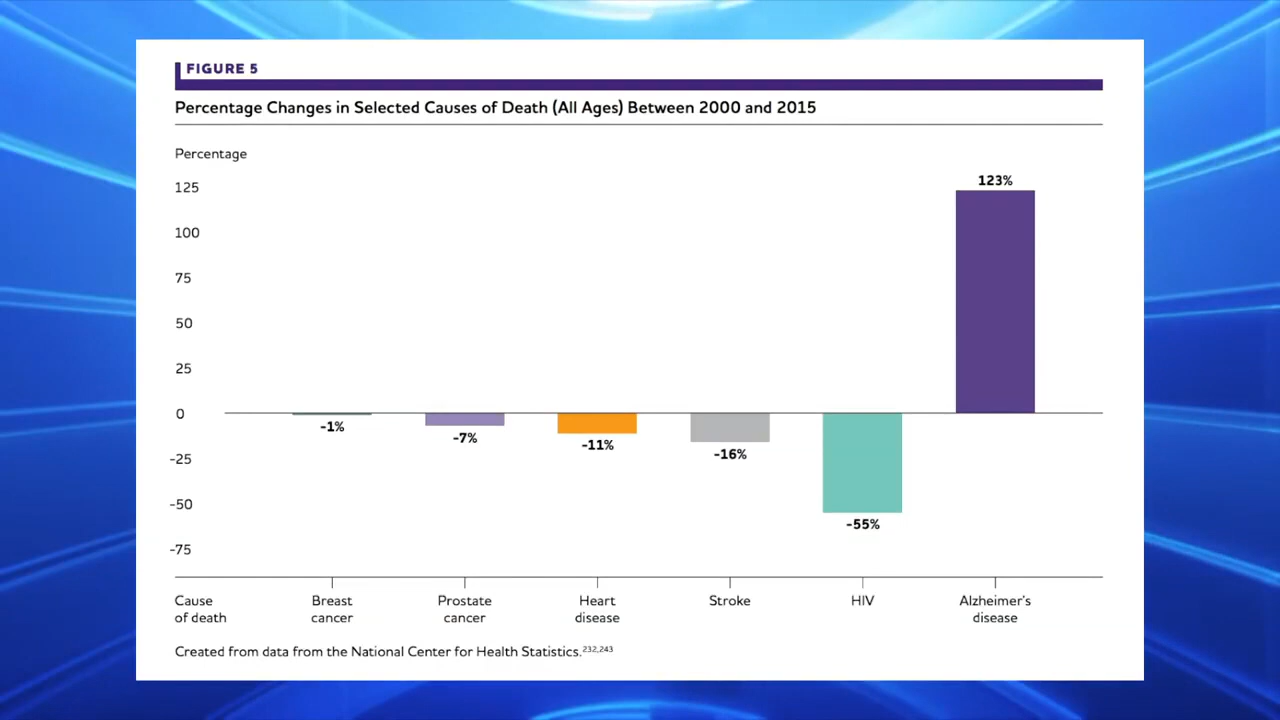 FIGURE 5
Percentage Changes in Selected Causes of Death (All Ages) Between 2000 and 2015
Percentage
125
100
75
50
25
0
-25
-50
-75
-1%
-7%
-11%
-16%
-55%
123%
Cause
of death
Breast
cancer
Prostate
cancer
Heart
disease
Stroke
HIV
Alzheimer's
disease
Created from data from the National Center for Health Statistics.232,243